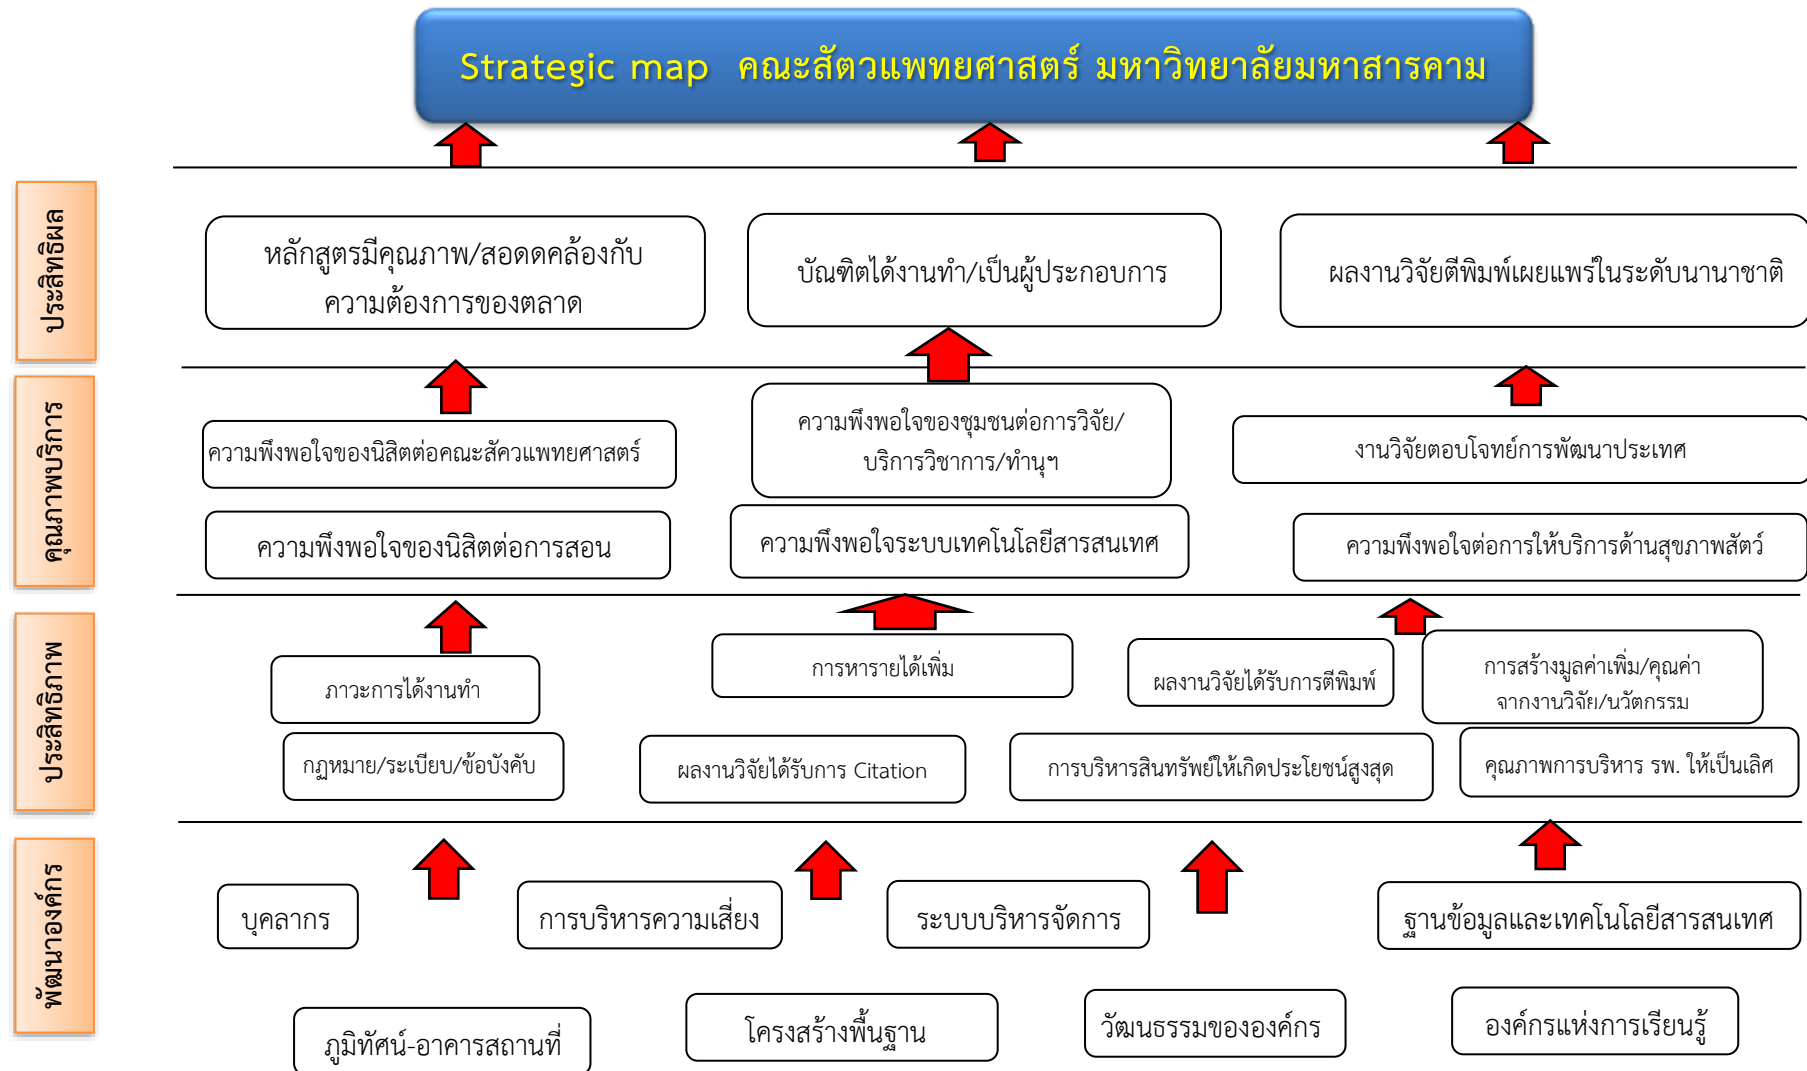 Strategic map คณะสัตวแพทยศาสตร์ มหาวิทยาลัยมหาสารคาม
ประสิทธิผล
หลักสูตรมีคุณภาพ/สอดดคล้องกับ
ความต้องการของตลาด
บัณฑิตได้งานทำ/เป็นผู้ประกอบการ
ผลงานวิจัยตีพิมพ์เผยแพร่ในระดับนานาชาติ
คุณภาพบริการ
ความพึงพอใจของนิสิตต่อคณะสัควแพทยศาสตร์
ความพึงพอใจของชุมชนต่อการวิจัย/
บริการวิชาการ/ทำนุฯ
งานวิจัยตอบโจทย์การพัฒนาประเทศ
ความพึงพอใจของนิสิตต่อการสอน
ความพึงพอใจระบบเทคโนโลยีสารสนเทศ
ความพึงพอใจต่อการให้บริการด้านสุขภาพสัตว์
ประสิทธิภาพ
ภาวะการได้งานทำ
การหารายได้เพิ่ม
ผลงานวิจัยได้รับการตีพิมพ์
การสร้างมูลค่าเพิ่ม/คุณค่า
จากงานวิจัย/นวัตกรรม
กฎหมาย/ระเบียบ/ข้อบังคับ
ผลงานวิจัยได้รับการ Citation
การบริหารสินทรัพย์ให้เกิดประโยชน์สูงสุด
คุณภาพการบริหาร รพ. ให้เป็นเลิศ
พัฒนาองค์กร
บุคลากร
การบริหารความเสี่ยง
ระบบบริหารจัดการ
ฐานข้อมูลและเทคโนโลยีสารสนเทศ
ภูมิทัศน์-อาคารสถานที่
โครงสร้างพื้นฐาน
วัฒนธรรมขององค์กร
องค์กรแห่งการเรียนรู้